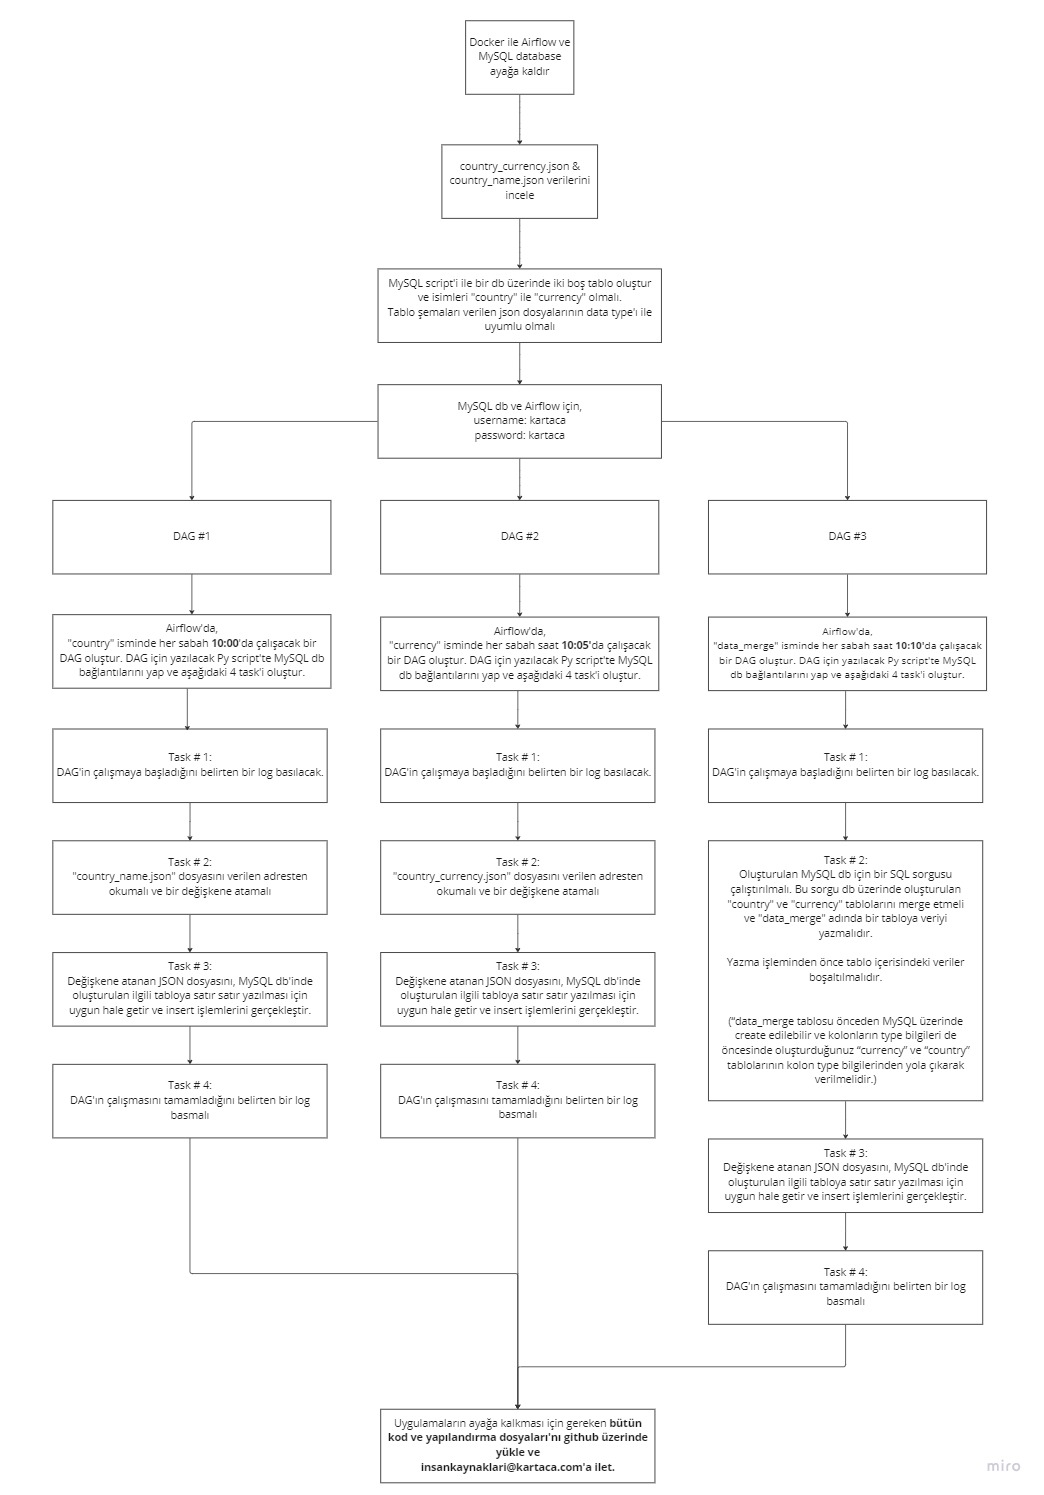 Docker ile Airflow ve
MySQL database
ayağa kaldır
country_currency.json &
country_name.json verilerini
incele
MySQL script'i ile bir db üzerinde iki boş tablo oluştur
ve isimleri "country" ile "currency" olmalı.
Tablo şemaları verilen json dosyalarının data type'ı ile
uyumlu olmalı
MySQL db ve Airflow için,
username: kartaca
password: kartaca
DAG #1
Airflow'da,
"country" isminde her sabah 10:00'da çalışacak bir
DAG oluştur. DAG için yazılacak Py script'te MySQL db
bağlantılarını yap ve aşağıdaki 4 task'i oluştur.
Task # 1:
DAG'in çalışmaya başladığını belirten bir log basılacak.
Task # 2:
"country_name.json" dosyasını verilen adresten
okumalı ve bir değişkene atamalı
Task # 3:
Değişkene atanan JSON dosyasını, MySQL db'inde
oluşturulan ilgili tabloya satır satır yazılması için
uygun hale getir ve insert işlemlerini gerçekleştir.
Task # 4:
DAG'ın çalışmasını tamamladığını belirten bir log
basmalı
DAG #2
Airflow'da,
"currency" isminde her sabah saat 10:05'da çalışacak
bir DAG oluştur. DAG için yazılacak Py script'te MySQL
db bağlantılarını yap ve aşağıdaki 4 task'i oluştur.
Task # 1:
DAG'in çalışmaya başladığını belirten bir log basılacak.
Task # 2:
"country_currency.json" dosyasını verilen adresten
okumalı ve bir değişkene atamalı
Task # 3:
Değişkene atanan JSON dosyasını, MySQL db'inde
oluşturulan ilgili tabloya satır satır yazılması için
uygun hale getir ve insert işlemlerini gerçekleştir.
Task # 4:
DAG'ın çalışmasını tamamladığını belirten bir log
basmalı
DAG #3
Airflow'da,
"data_merge" isminde her sabah saat 10:10'da çalışacak
bir DAG oluştur. DAG için yazılacak Py script'te MySQL
db bağlantılarını yap ve aşağıdaki 4 task'i oluştur.
Task # 1:
DAG'in çalışmaya başladığını belirten bir log basılacak.
Task # 2:
Oluşturulan MySQL db için bir SQL sorgusu
çalıştırılmalı. Bu sorgu db üzerinde oluşturulan
"country" ve "currency" tablolarını merge etmeli
ve "data_merge" adında bir tabloya veriyi
yazmalıdır.
Yazma işleminden önce tablo içerisindeki veriler
boşaltılmalıdır.
(“data_merge tablosu önceden MySQL üzerinde
create edilebilir ve kolonların type bilgileri de
öncesinde oluşturduğunuz “currency” ve “country”
tablolarının kolon type bilgilerinden yola çıkarak
verilmelidir.)
Task # 3:
Değişkene atanan JSON dosyasını, MySQL db'inde
oluşturulan ilgili tabloya satır satır yazılması için
uygun hale getir ve insert işlemlerini gerçekleştir.
Task # 4:
DAG'ın çalışmasını tamamladığını belirten bir log
basmalı
Uygulamaların ayağa kalkması için gereken bütün
kod ve yapılandırma dosyaları'nı github üzerinde
yükle ve
insankaynaklari@kartaca.com'a ilet.
miro